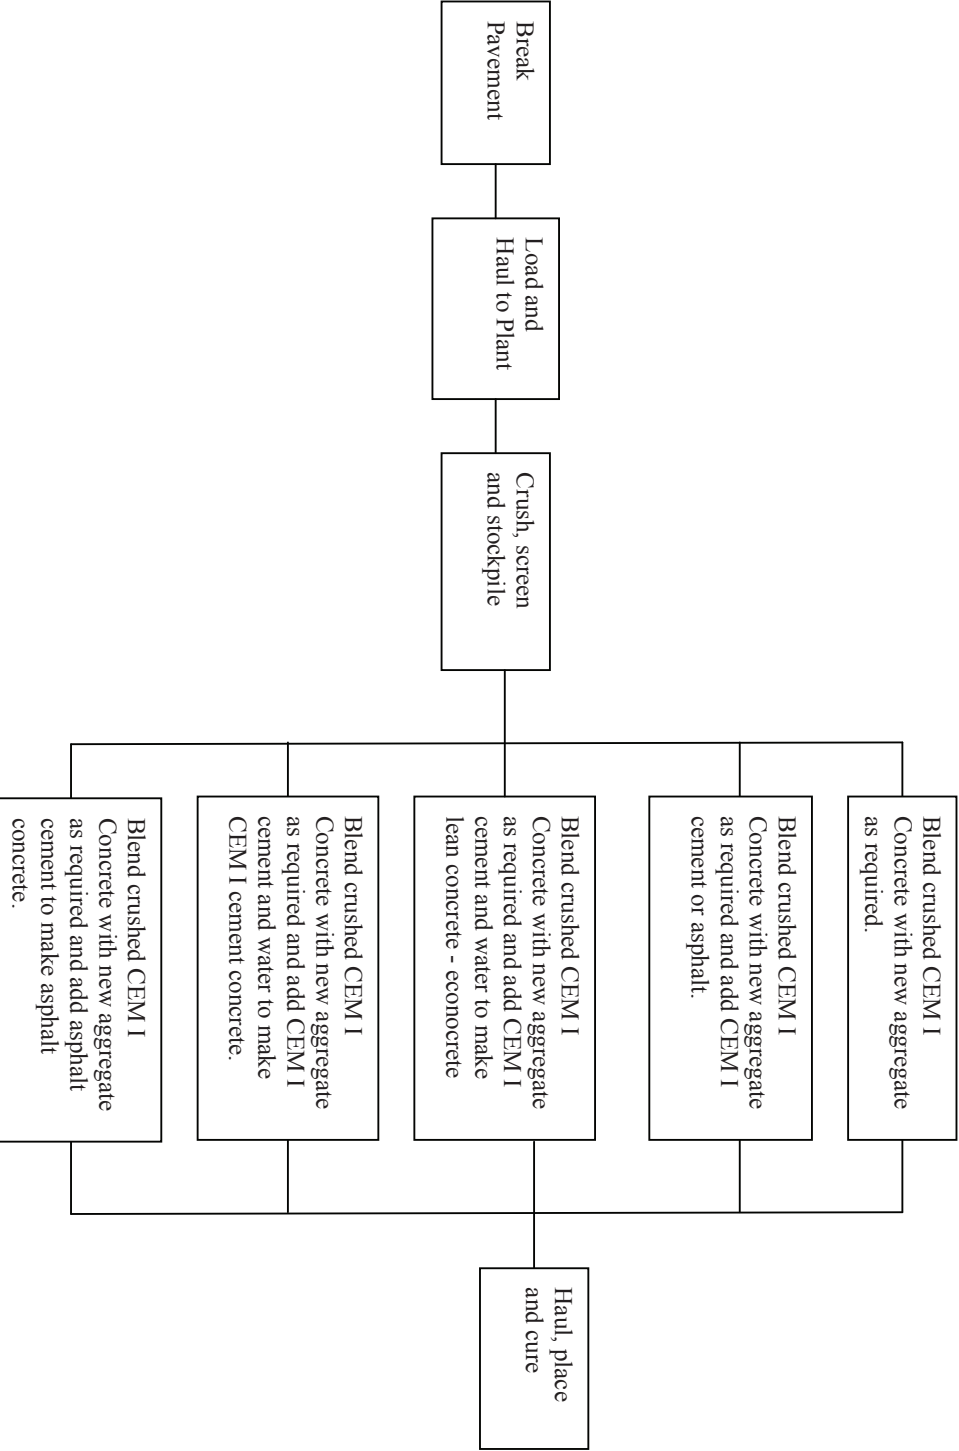 Break
Pavement
Load and
Haul to Plant
Crush, screen
and stockpile
Blend crushed CEM I
Concrete with new aggregate
as required.
Blend crushed CEM I
Concrete with new aggregate
as required and add CEM I
cement or asphalt.
Blend crushed CEM I
Concrete with new aggregate
as required and add CEM I
cement and water to make
lean concrete - econocrete
Blend crushed CEM I
Concrete with new aggregate
as required and add CEM I
cement and water to make
CEM I cement concrete.
Blend crushed CEM I
Concrete with new aggregate
as required and add asphalt
cement to make asphalt
concrete.
Haul, place
and cure